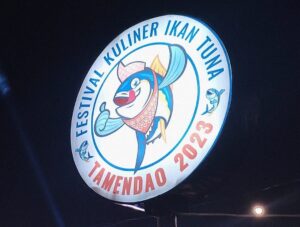 FESTIVAL KULINER IKAN TUNA
TAMENDAO 2023